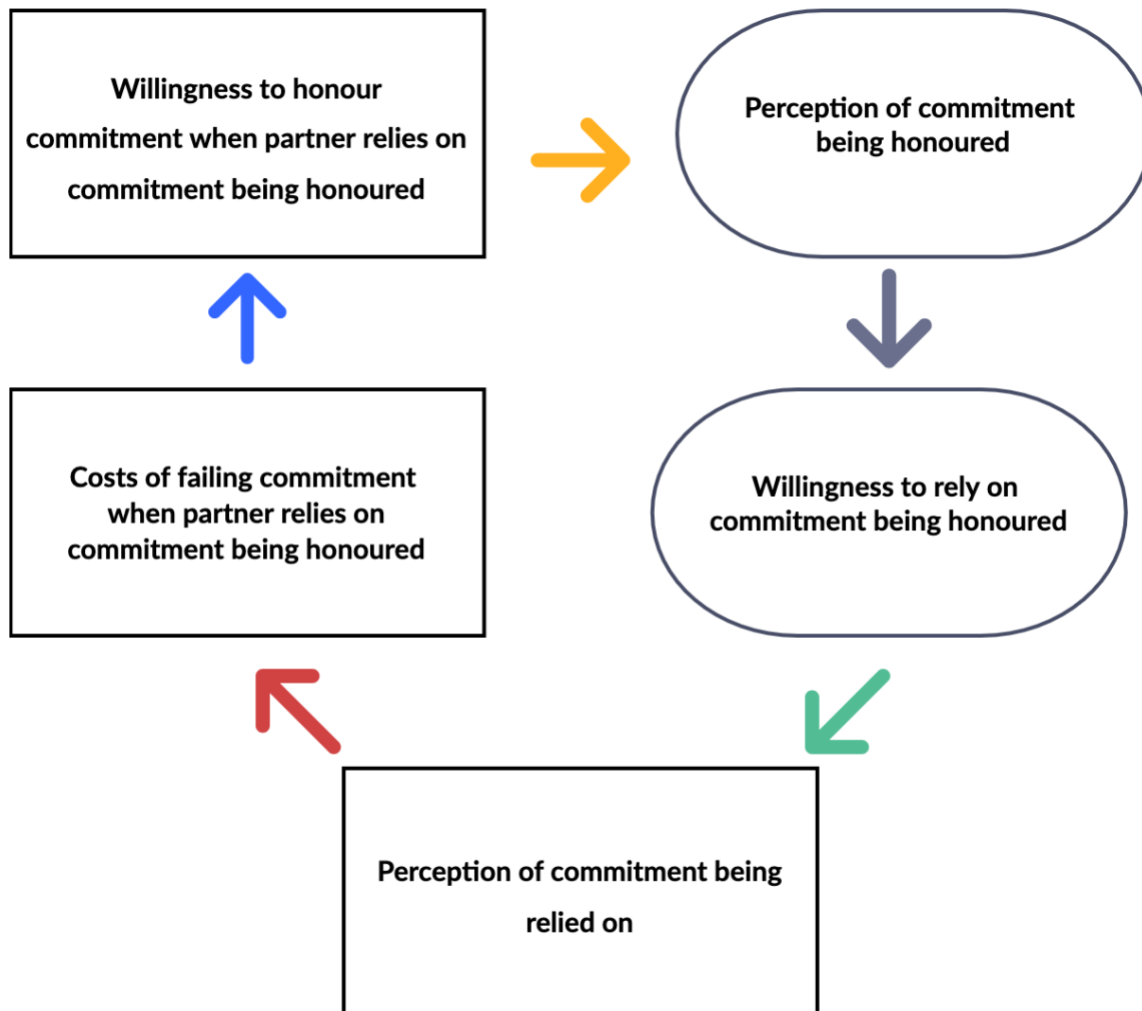 Willingness to honour
commitment when partner relies on
commitment being honoured
Perception of commitment
being honoured
Costs of failing commitment
when partner relies on
commitment being honoured
Willingness to rely on
commitment being honoured
Perception of commitment being
relied on